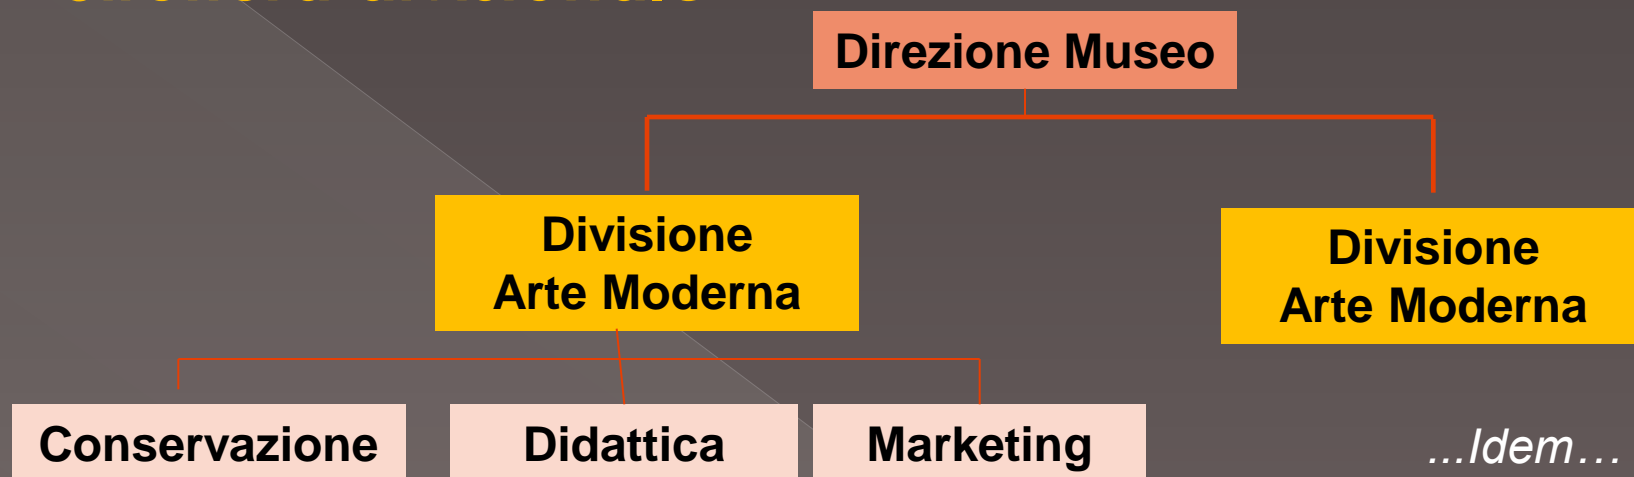 Direzione Museo
Divisione
Arte Moderna
Divisione
Arte Moderna
Conservazione
Didattica
Marketing
...Idem…